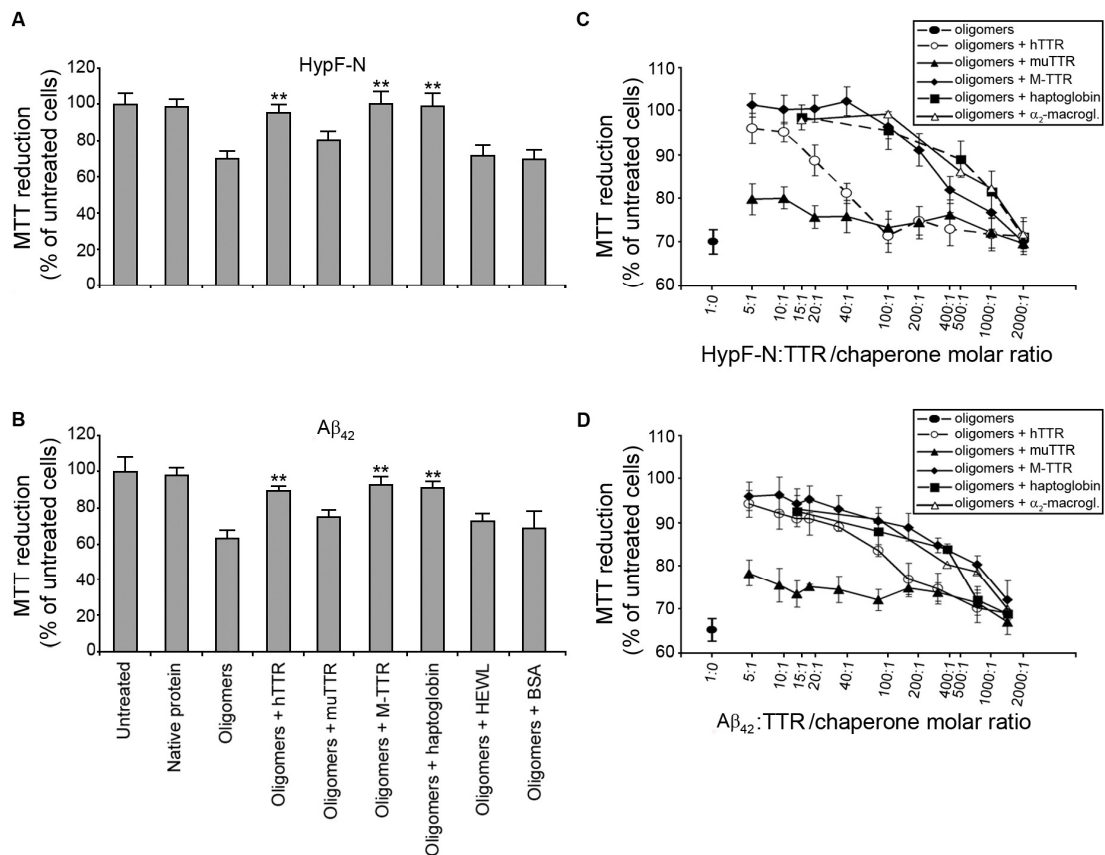 A
HypF-N
MTT reduction
(% of untreated cells)
120
100
80
60
40
20
0
**
**
**
B
Aβ42
MTT reduction
(% of untreated cells)
120
100
80
60
40
20
0
**
**
**
Untreated
Native protein
Oligomers
Oligomers + hTTR
Oligomers + muTTR
Oligomers + M-TTR
Oligomers + haptoglobin
Oligomers + HEWL
Oligomers + BSA
C
oligomers
oligomers + hTTR
oligomers + muTTR
oligomers + M-TTR
oligomers + haptoglobin
oligomers + α2-macrogl.
MTT reduction
(% of untreated cells)
110
100
90
80
70
60
1:0
5:1
10:1
15:1
20:1
40:1
100:1
200:1
400:1
500:1
1000:1
2000:1
HypF-N:TTR/chaperone molar ratio
D
oligomers
oligomers + hTTR
oligomers + muTTR
oligomers + M-TTR
oligomers + haptoglobin
oligomers + α2-macrogl.
MTT reduction
(% of untreated cells)
110
100
90
80
70
60
1:0
5:1
10:1
15:1
20:1
40:1
100:1
200:1
400:1
500:1
1000:1
2000:1
Aβ42:TTR/chaperone molar ratio